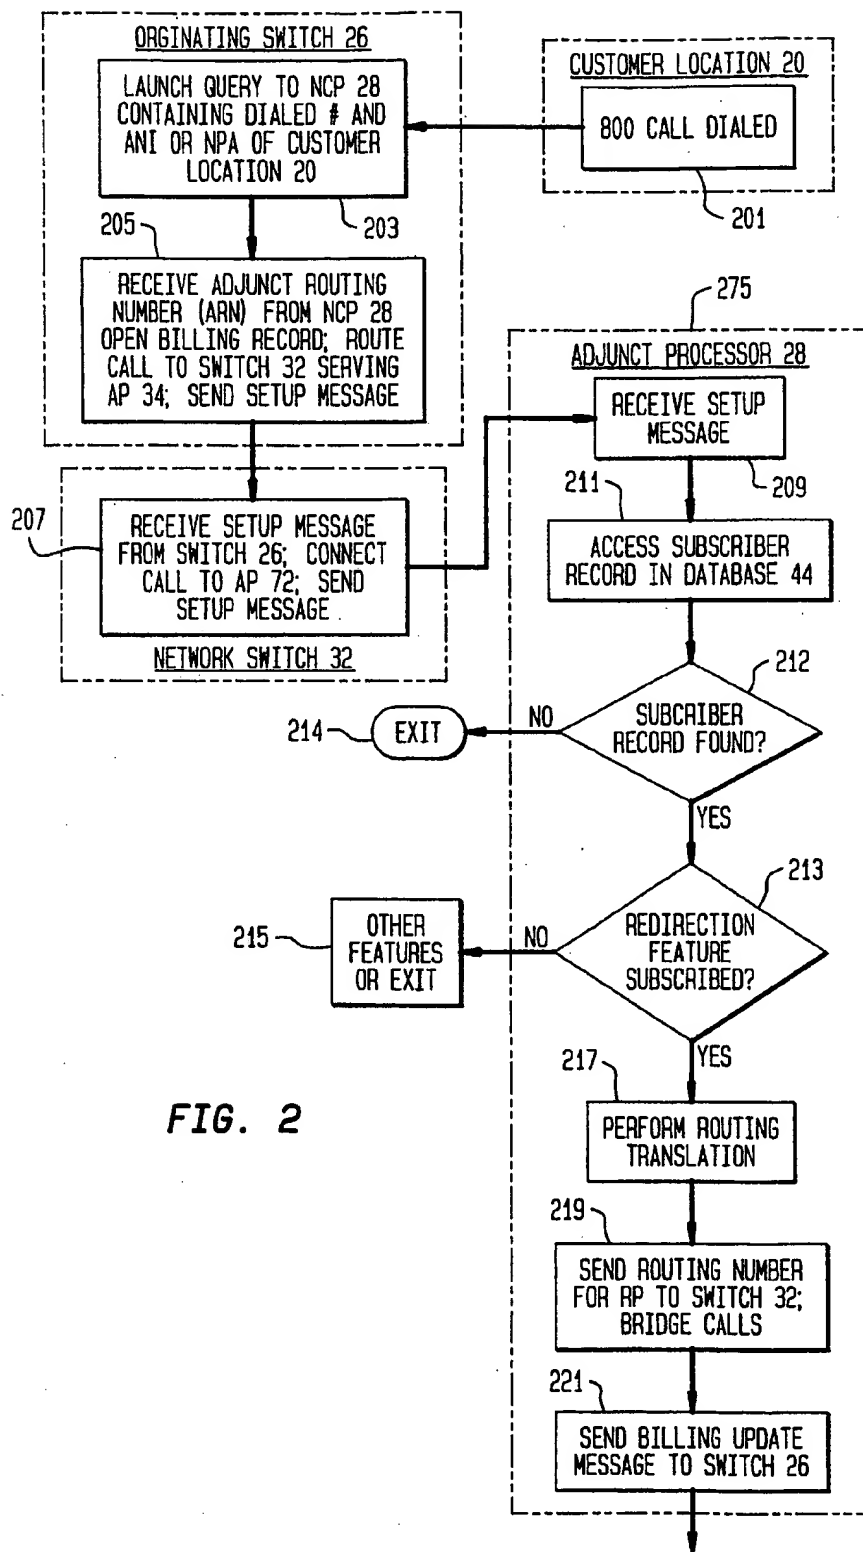 ORGINATING SWITCH 26
LAUNCH QUERY TO NCP 28
CONTAINING DIALED # AND
ANI OR NPA OF CUSTOMER
LOCATION 20
203
CUSTOMER LOCATION 20
800 CALL DIALED
201
205
RECEIVE ADJUNCT ROUTING
NUMBER (ARN) FROM NCP 28
OPEN BILLING RECORD; ROUTE
CALL TO SWITCH 32 SERVING
AP 34; SEND SETUP MESSAGE
207
RECEIVE SETUP MESSAGE
FROM SWITCH 26; CONNECT
CALL TO AP 72; SEND
SETUP MESSAGE
NETWORK SWITCH 32
275
ADJUNCT PROCESSOR 28
RECEIVE SETUP
MESSAGE
209
211
ACCESS SUBSCRIBER
RECORD IN DATABASE 44
212
SUBCRIBER
RECORD FOUND?
NO
214
EXIT
YES
213
REDIRECTION
FEATURE
SUBSCRIBED?
NO
215
OTHER
FEATURES
OR EXIT
YES
217
PERFORM ROUTING
TRANSLATION
219
SEND ROUTING NUMBER
FOR RP TO SWITCH 32;
BRIDGE CALLS
221
SEND BILLING UPDATE
MESSAGE TO SWITCH 26
FIG. 2